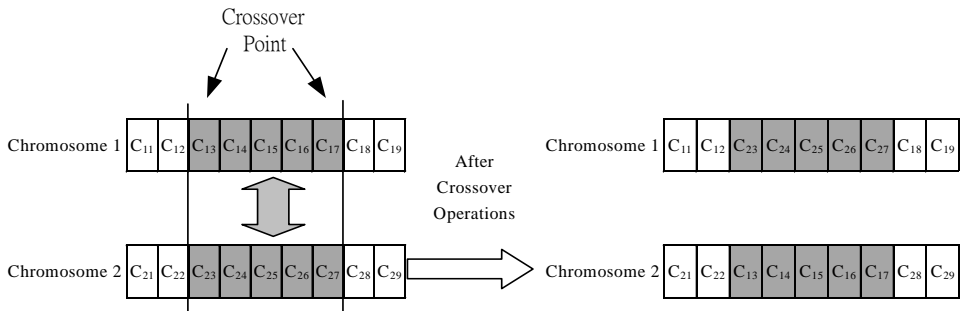 Crossover
Point
Chromosome 1 C₁₁ C₁₂ C₁₃ C₁₄ C₁₅ C₁₆ C₁₇ C₁₈ C₁₉
Chromosome 2 C₂₁ C₂₂ C₂₃ C₂₄ C₂₅ C₂₆ C₂₇ C₂₈ C₂₉
After
Crossover
Operations
Chromosome 1 C₁₁ C₁₂ C₂₃ C₂₄ C₂₅ C₂₆ C₂₇ C₁₈ C₁₉
Chromosome 2 C₂₁ C₂₂ C₁₃ C₁₄ C₁₅ C₁₆ C₁₇ C₂₈ C₂₉